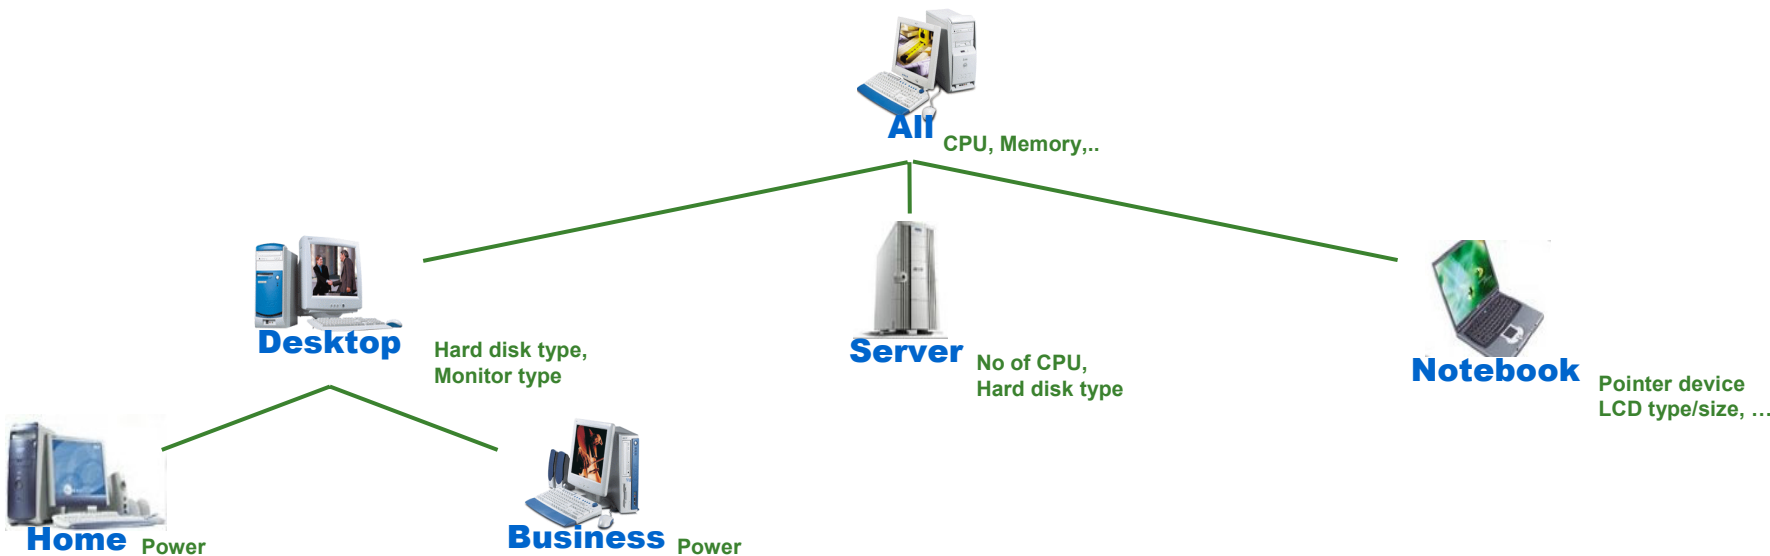 All
CPU, Memory,..
Desktop
Hard disk type,
Monitor type
Server
No of CPU,
Hard disk type
Notebook
Pointer device
LCD type/size, …
Home
Power
Business
Power